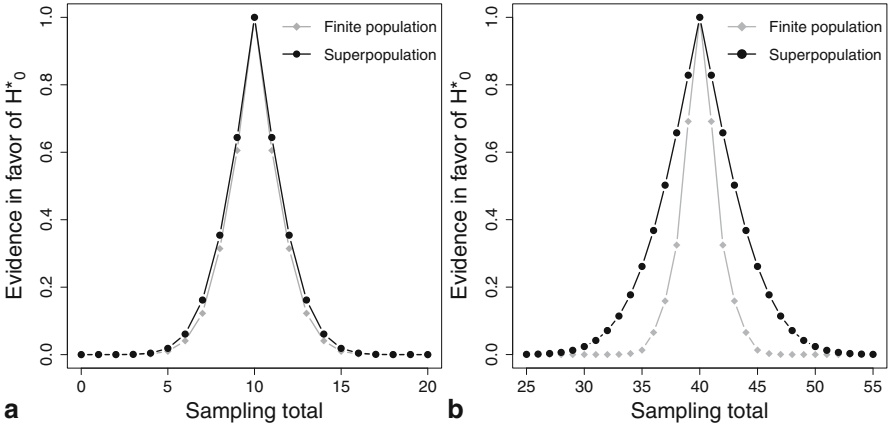 Evidence in favor of H*0
1.0
0.8
0.6
0.4
0.2
0.0
Finite population
Superpopulation
0 5 10 15 20
Sampling total
a
Evidence in favor of H*0
1.0
0.8
0.6
0.4
0.2
0.0
Finite population
Superpopulation
25 30 35 40 45 50 55
Sampling total
b